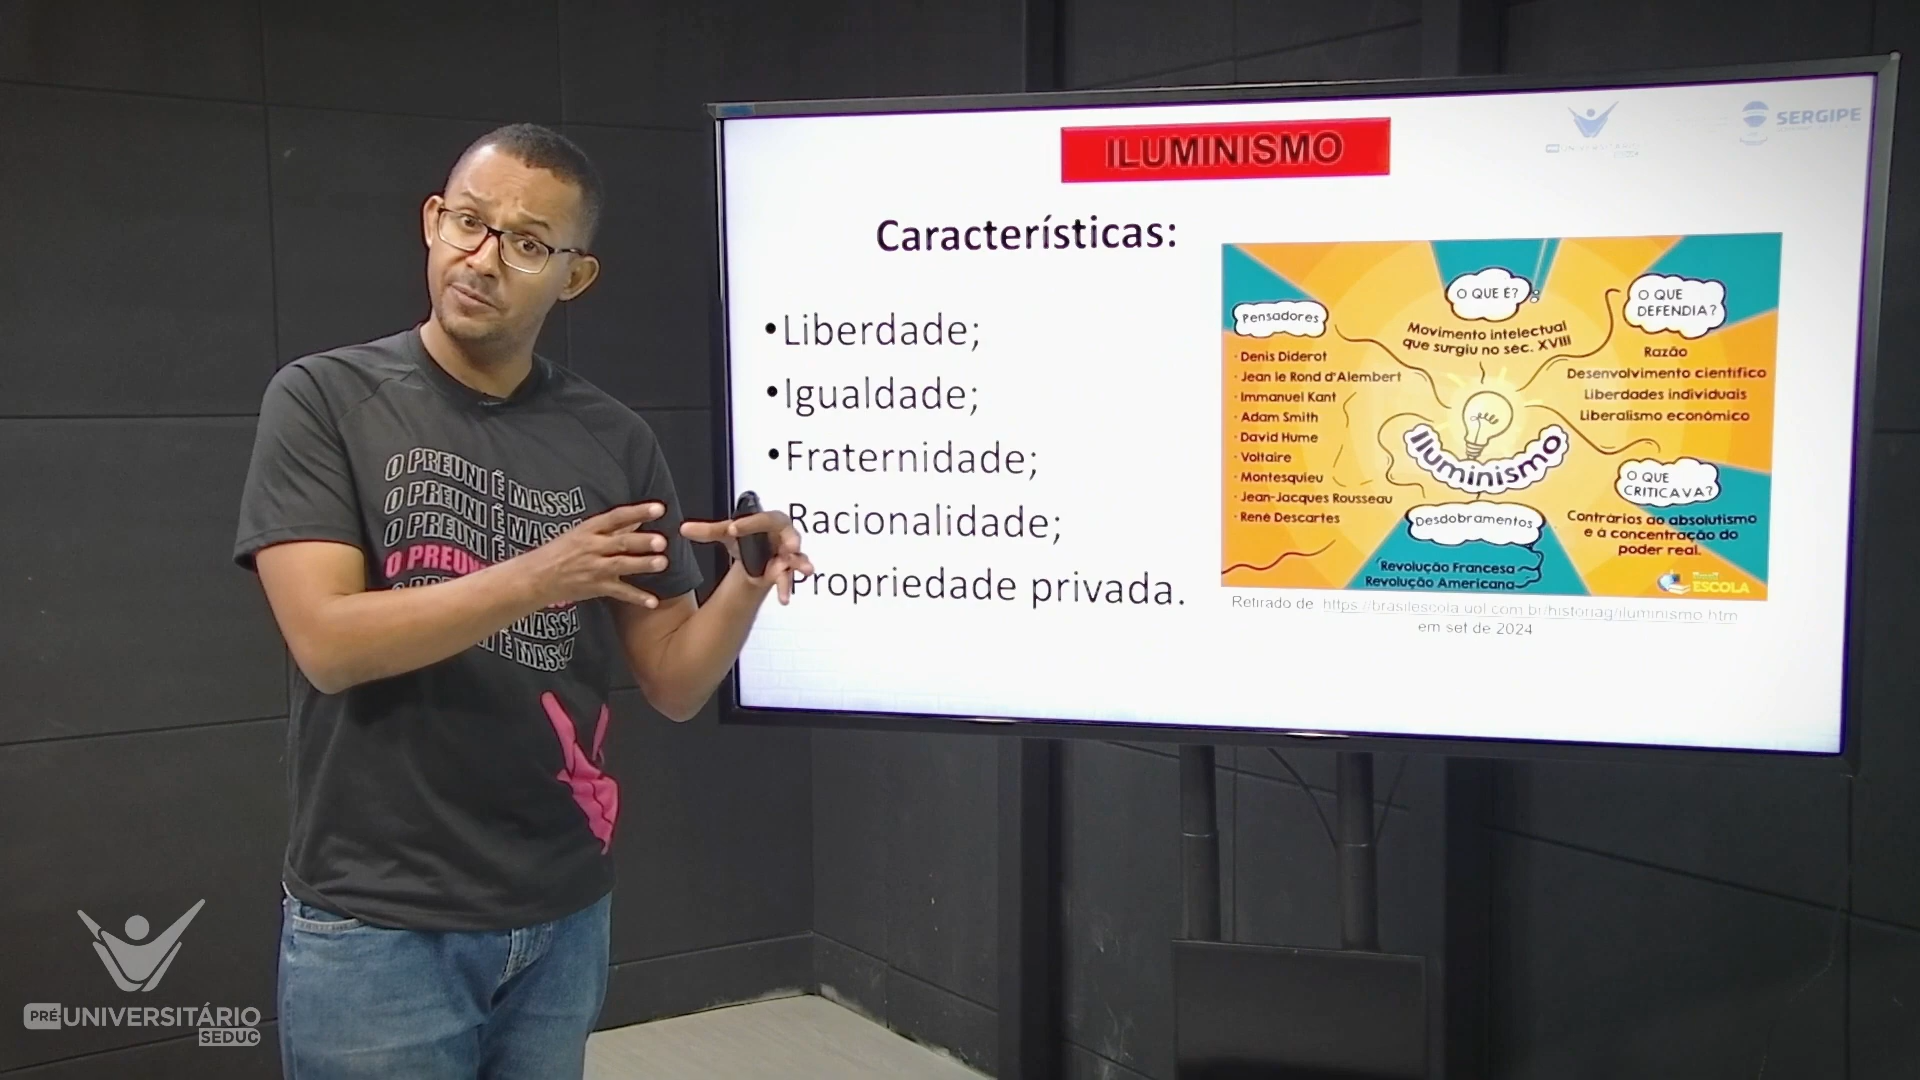 ILUMINISMO
SERGIPE
Características:
•Liberdade;
•Igualdade;
•Fraternidade;
Racionalidade;
Propriedade privada.
Pensadores
· Denis Diderot
· Jean le Rond d'Alembert
· Immanuel Kant
· Adam Smith
· David Hume
· Voltaire
· Montesquieu
· Jean-Jacques Rousseau
· René Descartes
O QUE É?
Movimento intelectual
que surgiu no séc. XVIII
O QUE
DEFENDIA?
Razão
Desenvolvimento científico
Liberdades individuais
Liberalismo econômico
Iluminismo
O QUE
CRITICAVA?
Contrários ao absolutismo
e à concentração do
poder real.
Desdobramentos
Revolução Francesa
Revolução Americana
ESCOLA
Retirado de https://brasilescola.uol.com.br/historiag/iluminismo.htm
em set de 2024
O PREUNI É MASSA
O PREUNI É MASSA
O PREUNI É MASSA
O PREUNI
MASSA
É MASSA
PRÉ-UNIVERSITÁRIO
SEDUC